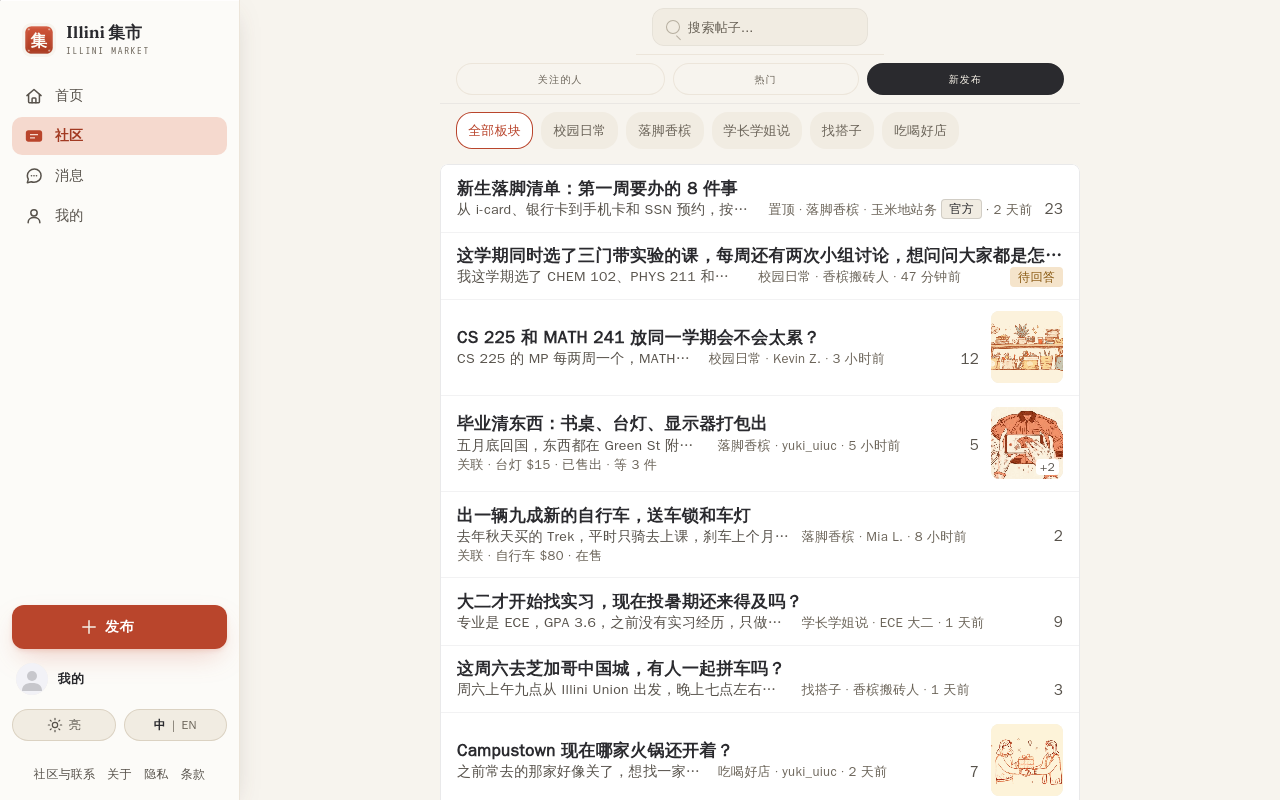 集
Illini 集市
ILLINI MARKET
首页
社区
消息
我的
发布
我的
亮
中 | EN
社区与联系 关于 隐私 条款
搜索帖子…
关注的人 热门 新发布
全部板块 校园日常 落脚香槟 学长学姐说 找搭子 吃喝好店
新生落脚清单：第一周要办的 8 件事
从 i-card、银行卡到手机卡和 SSN 预约，按… 置顶 · 落脚香槟 · 玉米地站务 官方 · 2 天前 23
这学期同时选了三门带实验的课，每周还有两次小组讨论，想问问大家都是怎…
我这学期选了 CHEM 102、PHYS 211 和… 校园日常 · 香槟搬砖人 · 47 分钟前 待回答
CS 225 和 MATH 241 放同一学期会不会太累？
CS 225 的 MP 每两周一个，MATH… 校园日常 · Kevin Z. · 3 小时前 12
毕业清东西：书桌、台灯、显示器打包出
五月底回国，东西都在 Green St 附… 落脚香槟 · yuki_uiuc · 5 小时前 5
关联 · 台灯 $15 · 已售出 · 等 3 件
+2
出一辆九成新的自行车，送车锁和车灯
去年秋天买的 Trek，平时只骑去上课，刹车上个月… 落脚香槟 · Mia L. · 8 小时前 2
关联 · 自行车 $80 · 在售
大二才开始找实习，现在投暑期还来得及吗？
专业是 ECE，GPA 3.6，之前没有实习经历，只做… 学长学姐说 · ECE 大二 · 1 天前 9
这周六去芝加哥中国城，有人一起拼车吗？
周六上午九点从 Illini Union 出发，晚上七点左右… 找搭子 · 香槟搬砖人 · 1 天前 3
Campustown 现在哪家火锅还开着？
之前常去的那家好像关了，想找一家… 吃喝好店 · yuki_uiuc · 2 天前 7